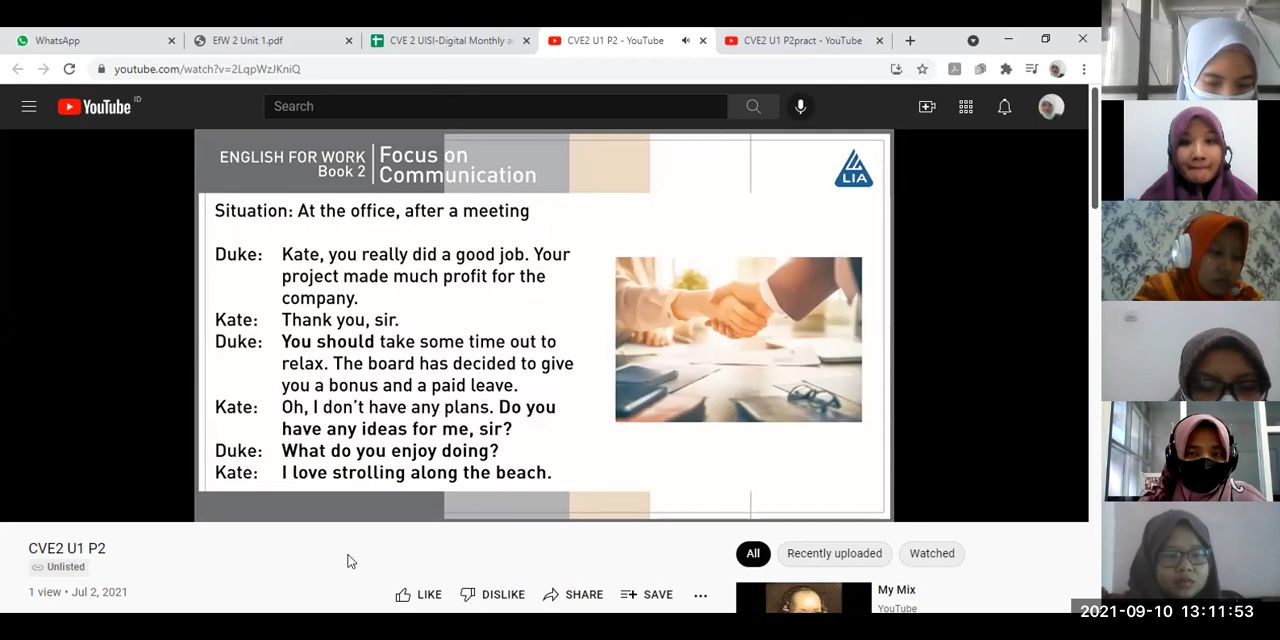 WhatsApp
EfW 2 Unit 1.pdf
CVE 2 UISI-Digital Monthly a
CVE2 U1 P2 - YouTube
CVE2 U1 P2pract - YouTube
youtube.com/watch?v=2LqpWzJKniQ
YouTube ID
Search
ENGLISH FOR WORK
Book 2
Focus on
Communication
LIA
Situation: At the office, after a meeting
Duke: Kate, you really did a good job. Your
project made much profit for the
company.
Kate: Thank you, sir.
Duke: You should take some time out to
relax. The board has decided to give
you a bonus and a paid leave.
Kate: Oh, I don't have any plans. Do you
have any ideas for me, sir?
Duke: What do you enjoy doing?
Kate: I love strolling along the beach.
CVE2 U1 P2
Unlisted
1 view • Jul 2, 2021
LIKE DISLIKE SHARE SAVE
All Recently uploaded Watched
My Mix
YouTube
2021-09-10 13:11:53